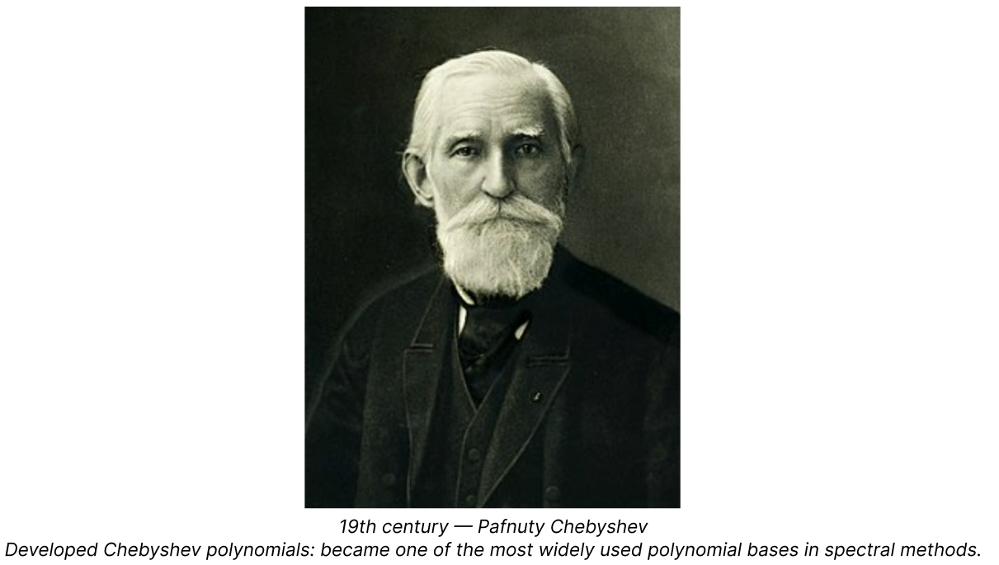 19th century — Pafnuty Chebyshev
Developed Chebyshev polynomials: became one of the most widely used polynomial bases in spectral methods.